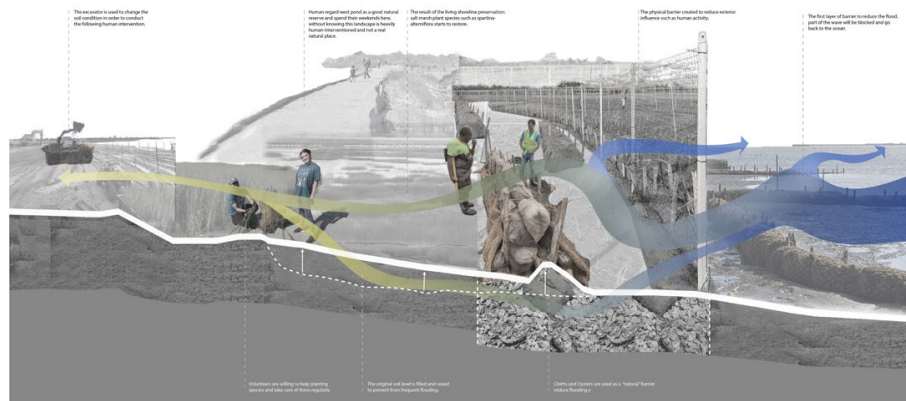 The excavator is used to change the
soil condition in order to conduct
the following human intervention.
Human regard west pond as a good natural
reserve and spend their weekends here,
without knowing this landscape is heavily
human-interventioned and not a real
natural place.
The result of the living shoreline preservation:
salt marsh plant species such as spartina-
alterniflora starts to restore.
The physical barrier created to reduce exterior
influence such as human activity.
The first layer of barrier to reduce the flood,
part of the wave will be blocked and go
back to the ocean.
Volunteers are willing to help planting
species and take care of them regularly.
The original soil level is filled and raised
to prevent from frequent flooding.
Cloths and Oysters are used as a "natural" barrier
reduce flooding y